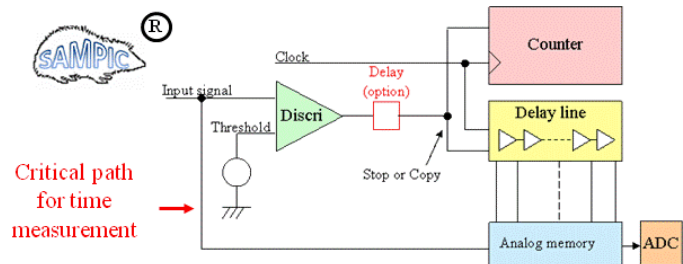 SAMPIC
R
Counter
Clock
Delay
(option)
Input signal
Discri
Delay line
Threshold
Stop or Copy
Critical path
for time
measurement
Analog memory
ADC